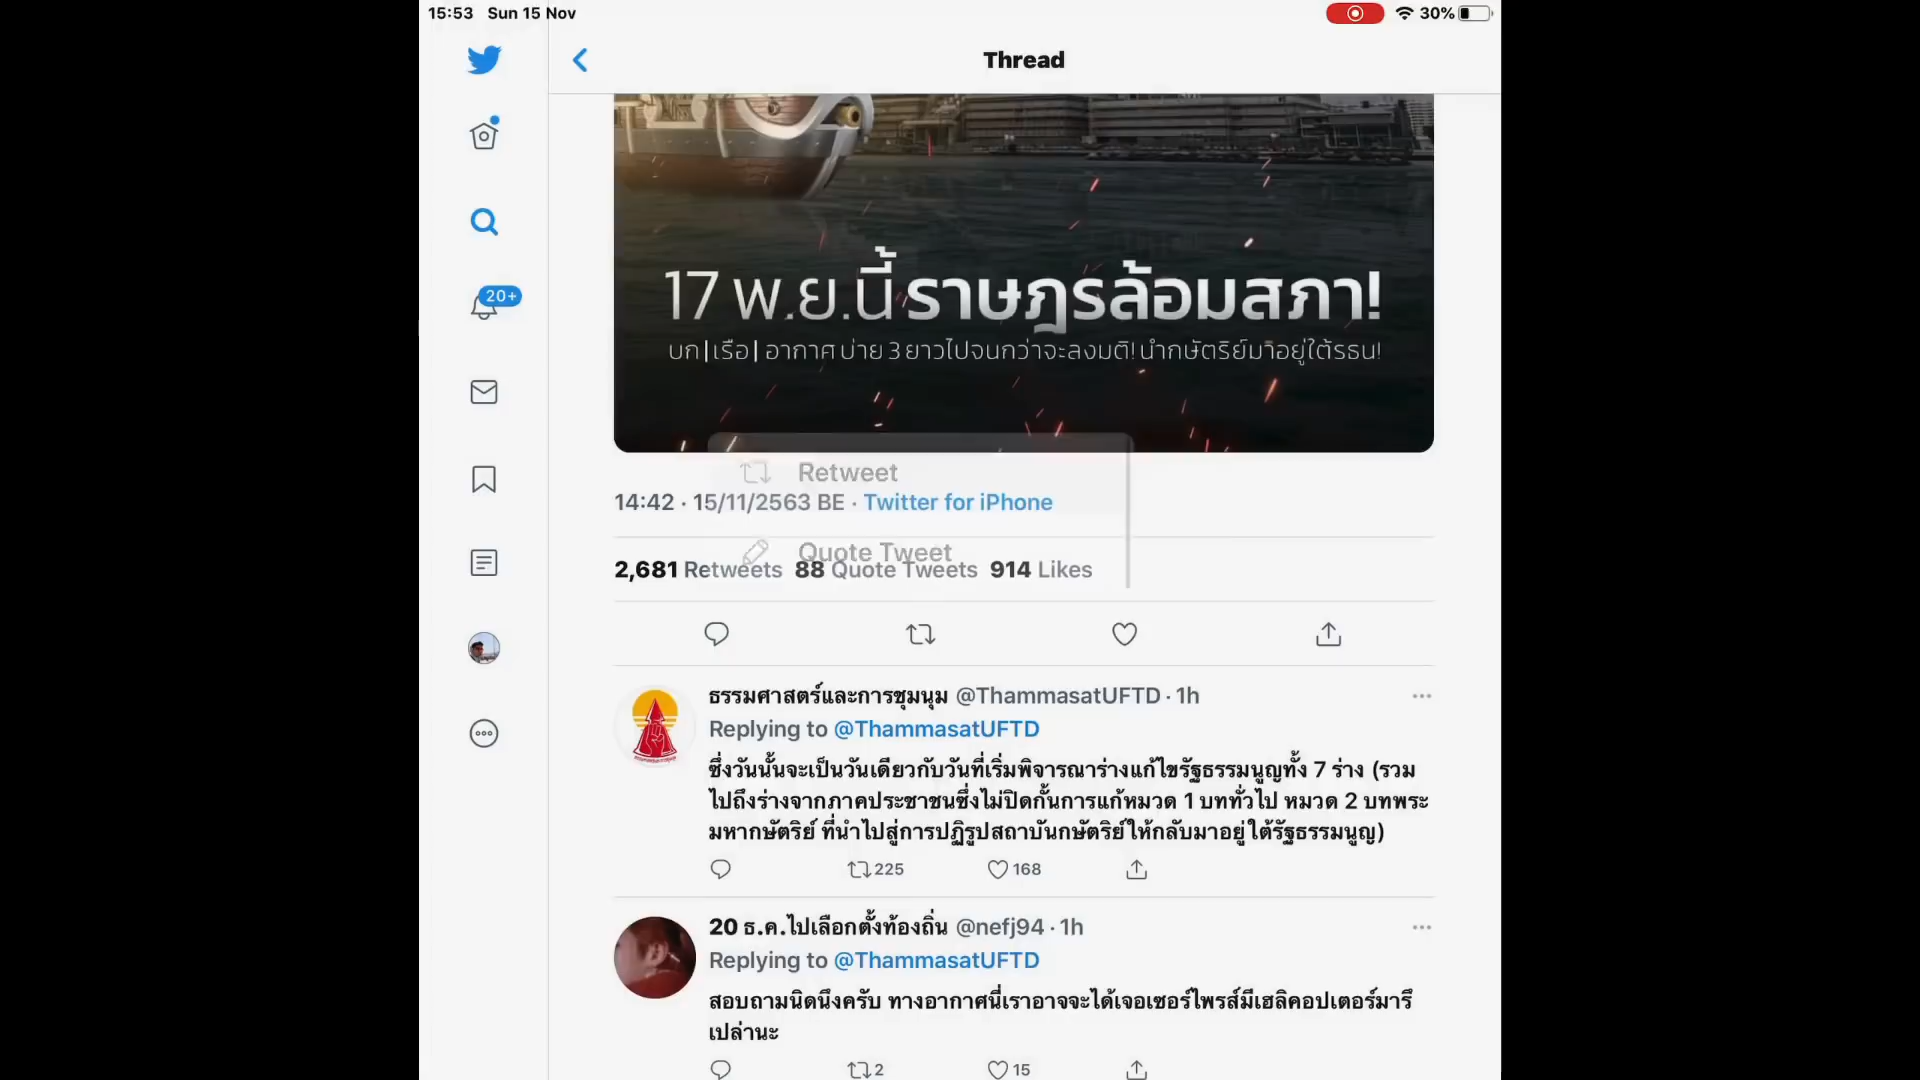 15:53 Sun 15 Nov
30%
Thread
20+
17 พ.ย.นี้ ราษฎรล้อมสภา!
บก|เรือ| อากาศ บ่าย 3 ยาวไปจนกว่าจะลงมติ! นำกษัตริย์มาอยู่ใต้รธน!
Retweet
14:42 · 15/11/2563 BE · Twitter for iPhone
Quote Tweet
2,681 Retweets 88 Quote Tweets 914 Likes
ธรรมศาสตร์และการชุมนุม @ThammasatUFTD · 1h
Replying to @ThammasatUFTD
ซึ่งวันนั้นจะเป็นวันเดียวกับวันที่เริ่มพิจารณาร่างแก้ไขรัฐธรรมนูญทั้ง 7 ร่าง (รวม
ไปถึงร่างจากภาคประชาชนซึ่งไม่ปิดกั้นการแก้หมวด 1 บททั่วไป หมวด 2 บทพระ
มหากษัตริย์ ที่นำไปสู่การปฏิรูปสถาบันกษัตริย์ให้กลับมาอยู่ใต้รัฐธรรมนูญ)
225 168
20 ธ.ค.ไปเลือกตั้งท้องถิ่น @nefj94 · 1h
Replying to @ThammasatUFTD
สอบถามนิดนึงครับ ทางอากาศนี่เราอาจจะได้เจอเซอร์ไพรส์มีเฮลิคอปเตอร์มารึ
เปล่านะ
2 15